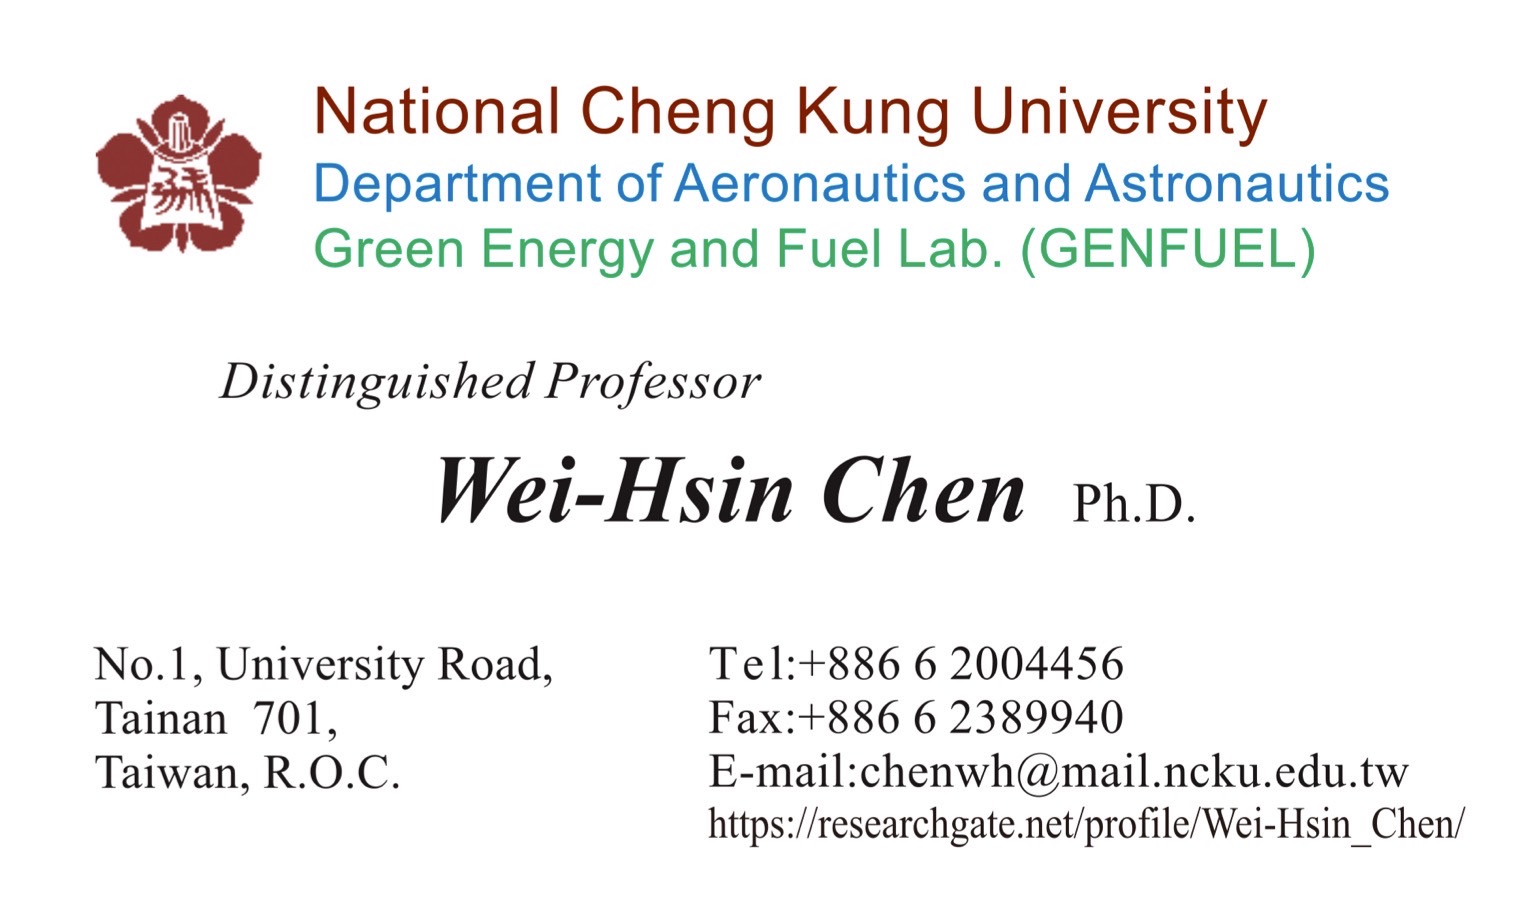 National Cheng Kung University
Department of Aeronautics and Astronautics
Green Energy and Fuel Lab. (GENFUEL)
Distinguished Professor
Wei-Hsin Chen Ph.D.
No.1, University Road,
Tainan 701,
Taiwan, R.O.C.
Tel:+886 6 2004456
Fax:+886 6 2389940
E-mail:chenwh@mail.ncku.edu.tw
https://researchgate.net/profile/Wei-Hsin_Chen/